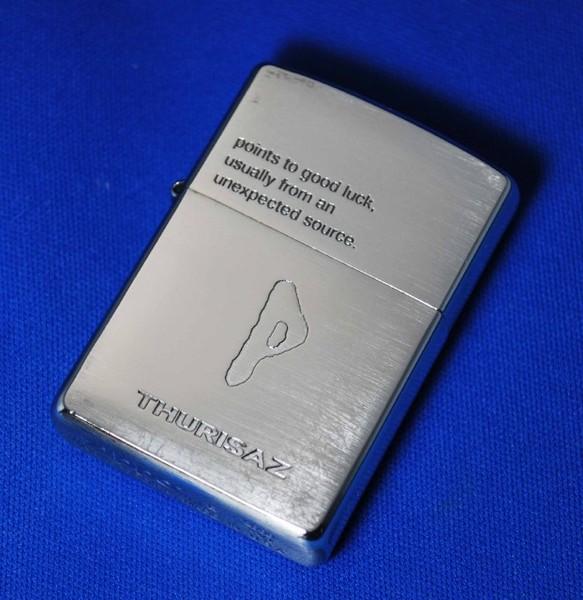 points to good luck,
usually from an
unexpected source.
THURISAZ